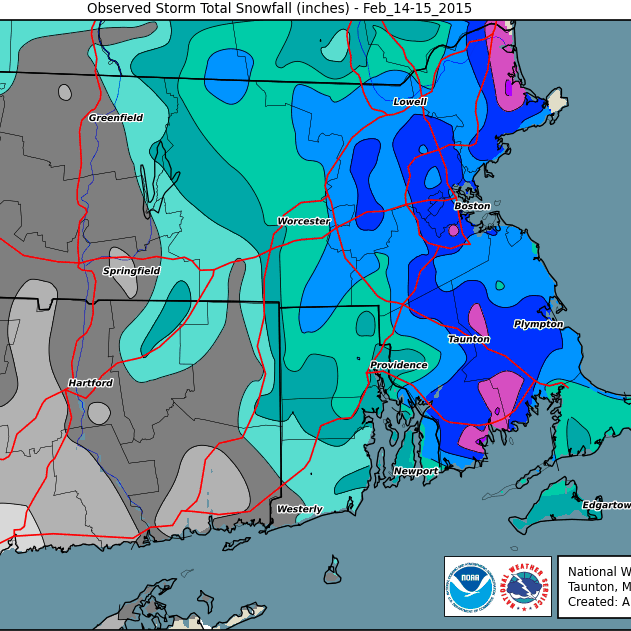 Observed Storm Total Snowfall (inches) - Feb_14-15_2015
Lowell
Greenfield
Boston
Worcester
Springfield
Plympton
Taunton
Providence
Hartford
Newport
Edgartow
Westerly
NOAA
NATIONAL WEATHER SERVICE
National W
Taunton, M
Created: A